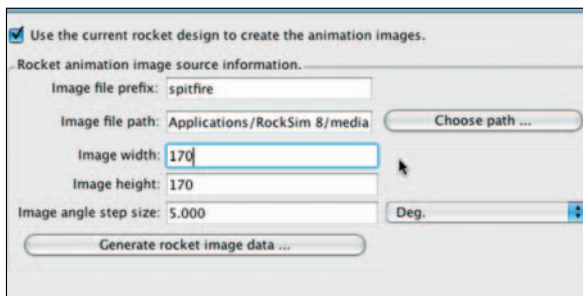 Use the current rocket design to create the animation images.
Rocket animation image source information.
Image file prefix: spitfire
Image file path: Applications/RockSim 8/media Choose path ...
Image width: 170
Image height: 170
Image angle step size: 5.000 Deg.
Generate rocket image data ...